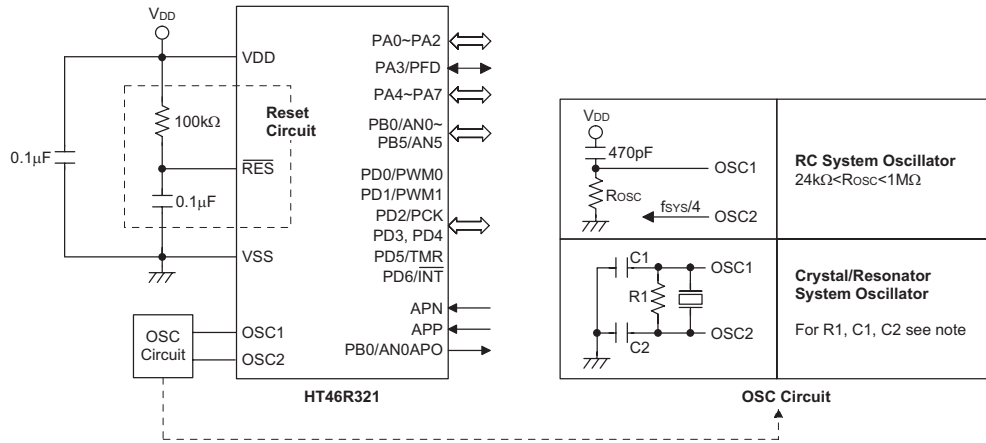 VDD
VDD
100kΩ
Reset
Circuit
0.1μF
RES
0.1μF
VSS
OSC
Circuit
OSC1
OSC2
PA0~PA2
PA3/PFD
PA4~PA7
PB0/AN0~
PB5/AN5
PD0/PWM0
PD1/PWM1
PD2/PCK
PD3, PD4
PD5/TMR
PD6/INT
APN
APP
PB0/AN0APO
HT46R321
VDD
470pF
OSC1
ROSC
fSYS/4
OSC2
RC System Oscillator
24kΩ<ROSC<1MΩ
C1
OSC1
R1
OSC2
C2
Crystal/Resonator
System Oscillator
For R1, C1, C2 see note
OSC Circuit